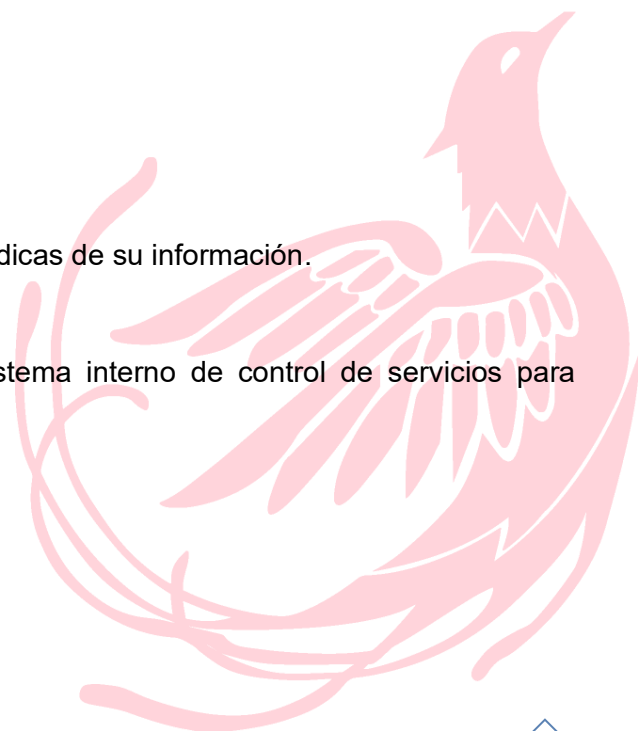 dicas de su información.
stema interno de control de servicios para